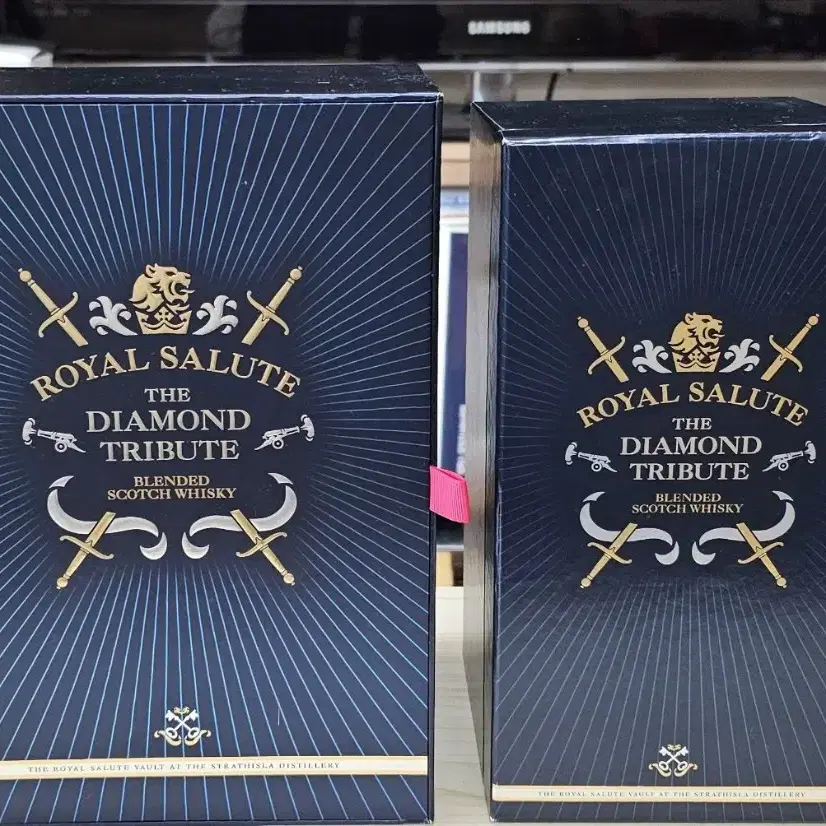 SAMSUNG
ROYAL SALUTE
THE
DIAMOND
TRIBUTE
BLENDED
SCOTCH WHISKY
THE ROYAL SALUTE VAULT AT THE STRATHISLA DISTILLERY
ROYAL SALUTE
THE
DIAMOND
TRIBUTE
BLENDED
SCOTCH WHISKY
THE ROYAL SALUTE VAULT AT THE STRATHISLA DISTILLERY